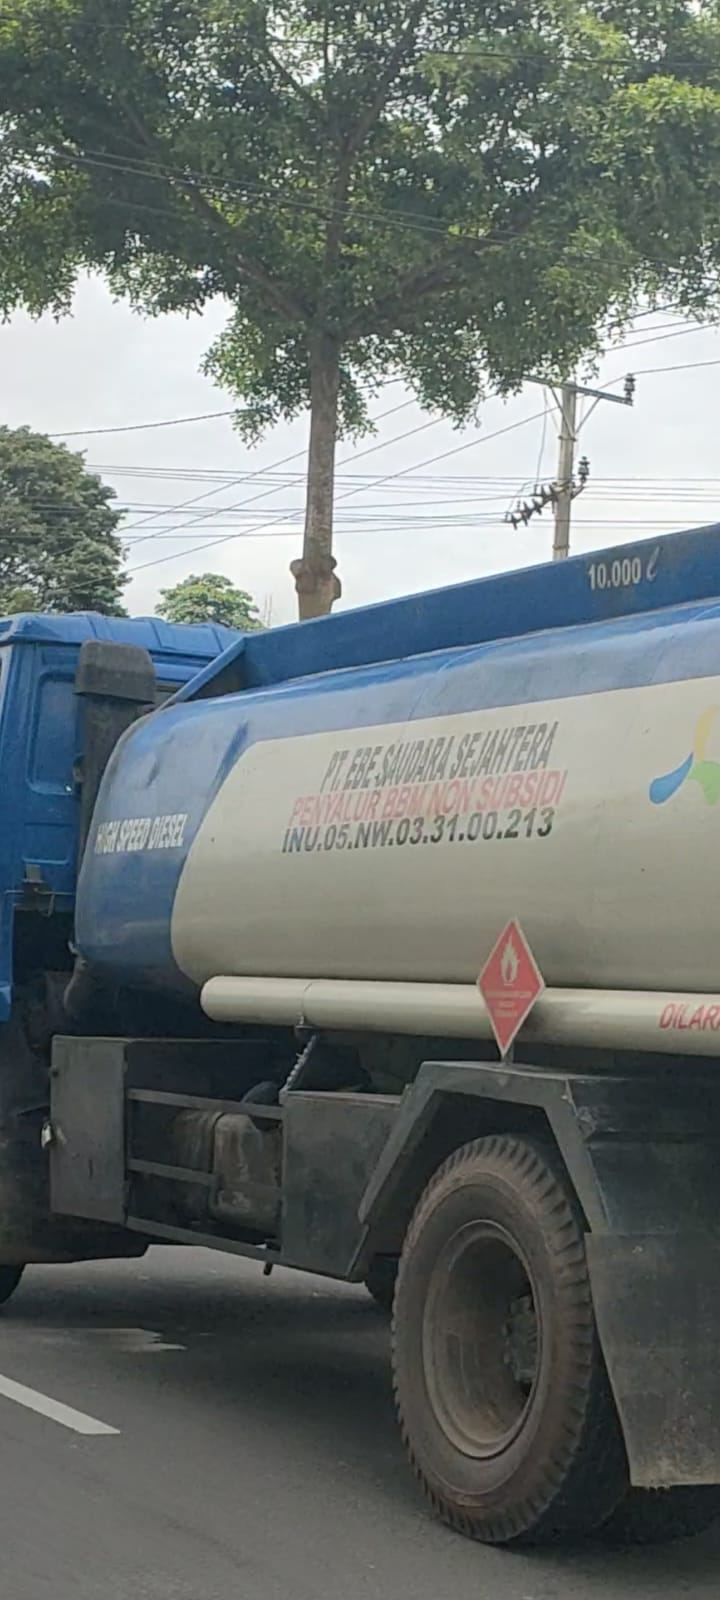 10.000 ℓ
PT. EBE SAUDARA SEJAHTERA
PENYALUR BBM NON SUBSIDI
INU.05.NW.03.31.00.213
HIGH SPEED DIESEL